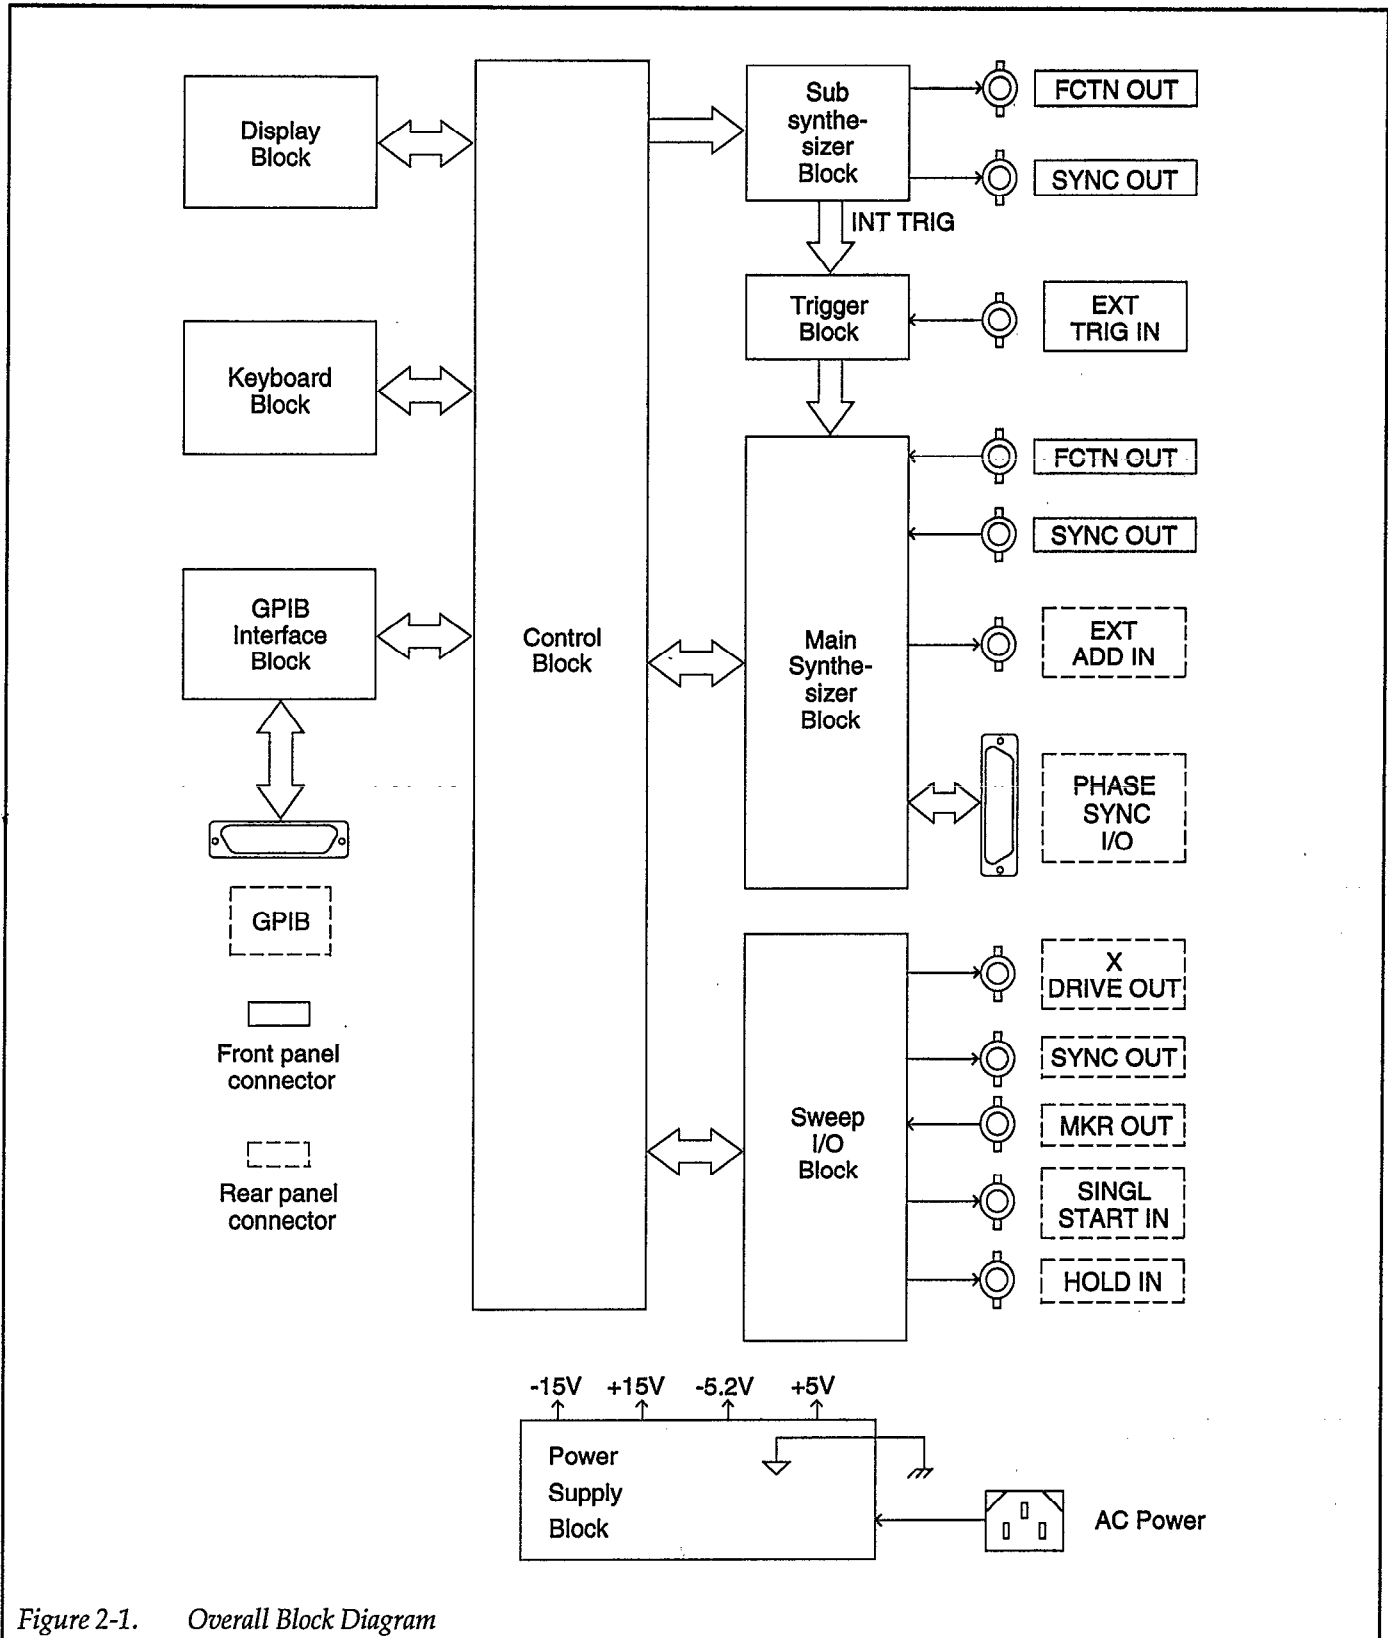 Display
Block
Keyboard
Block
GPIB
Interface
Block
GPIB
Front panel
connector
Rear panel
connector
Control
Block
Sub
synthe-
sizer
Block
FCTN OUT
SYNC OUT
INT TRIG
Trigger
Block
EXT
TRIG IN
Main
Synthe-
sizer
Block
FCTN OUT
SYNC OUT
EXT
ADD IN
PHASE
SYNC
I/O
Sweep
I/O
Block
X
DRIVE OUT
SYNC OUT
MKR OUT
SINGL
START IN
HOLD IN
-15V +15V -5.2V +5V
Power
Supply
Block
AC Power
Figure 2-1. Overall Block Diagram